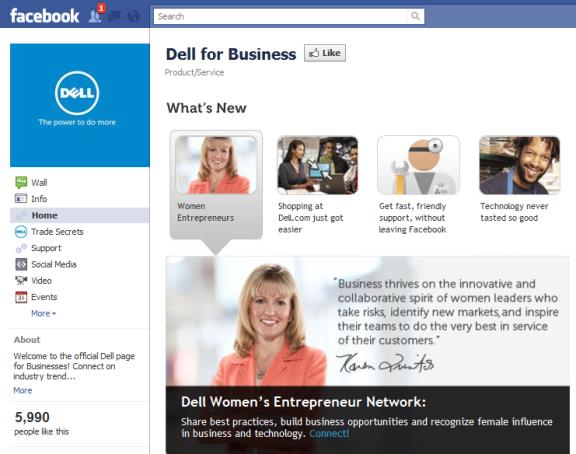 facebook
1
Search
DELL
The power to do more
Dell for Business
Like
Product/Service
What's New
Women
Entrepreneurs
Shopping at
Dell.com just got
easier
Get fast, friendly
support, without
leaving Facebook
Technology never
tasted so good
Wall
Info
Home
Trade Secrets
Support
Social Media
Video
31
Events
More
About
Welcome to the official Dell page
for Businesses! Connect on
industry trend...
More
5,990
people like this
"Business thrives on the innovative and
collaborative spirit of women leaders who
take risks, identify new markets, and inspire
their teams to do the very best in service
of their customers."
Dell Women's Entrepreneur Network:
Share best practices, build business opportunities and recognize female influence
in business and technology. Connect!